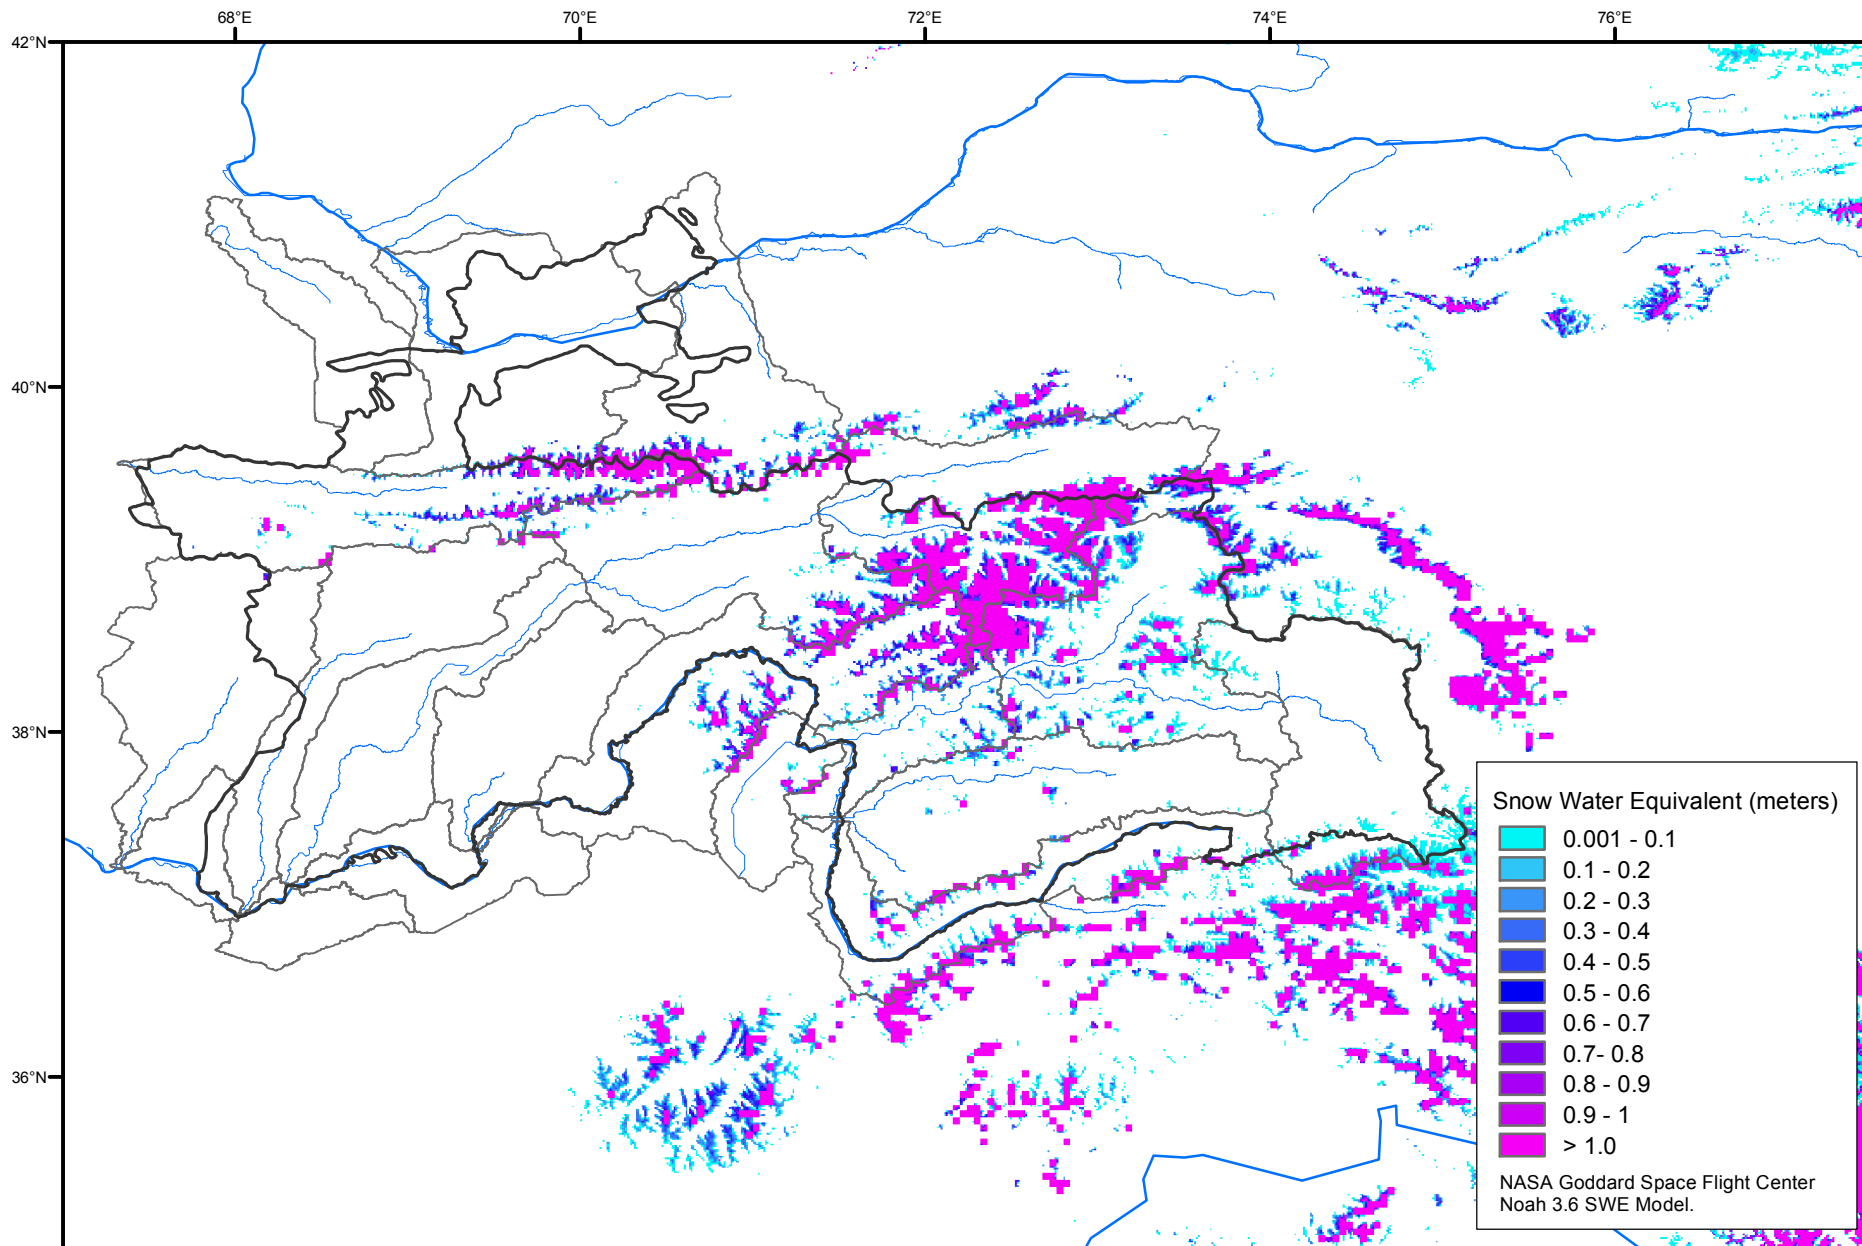 68°E
70°E
72°E
74°E
76°E
42°N
40°N
38°N
36°N
Snow Water Equivalent (meters)
0.001 - 0.1
0.1 - 0.2
0.2 - 0.3
0.3 - 0.4
0.4 - 0.5
0.5 - 0.6
0.6 - 0.7
0.7- 0.8
0.8 - 0.9
0.9 - 1
> 1.0
NASA Goddard Space Flight Center
Noah 3.6 SWE Model.